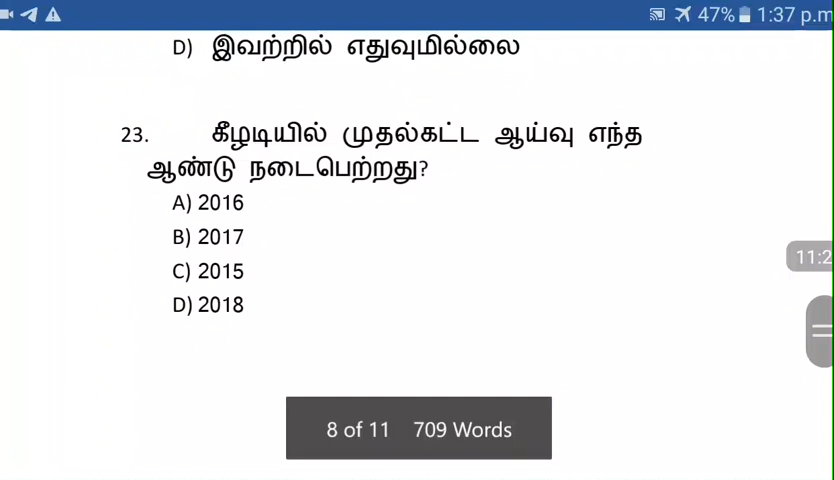 47% 1:37 p.m
D) இவற்றில் எதுவுமில்லை
23. கீழடியில் முதல்கட்ட ஆய்வு எந்த
ஆண்டு நடைபெற்றது?
A) 2016
B) 2017
11:2
C) 2015
D) 2018
8 of 11 709 Words